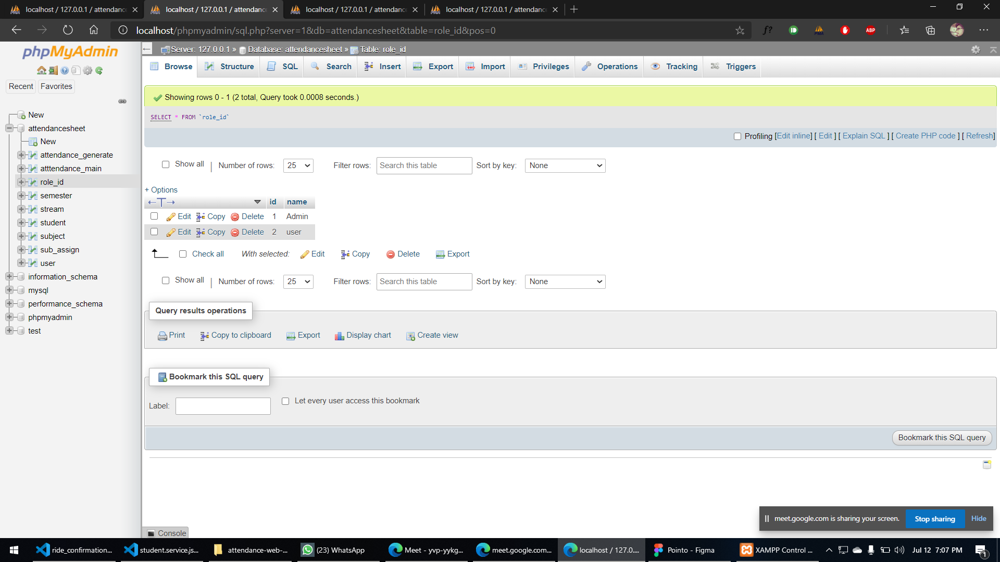 localhost / 127.0.0.1 / attendance
localhost / 127.0.0.1 / attendance
localhost / 127.0.0.1 / attendance
localhost / 127.0.0.1 / attendance
localhost/phpmyadmin/sql.php?server=1&db=attendancesheet&table=role_id&pos=0
f? ABP
phpMyAdmin
Recent Favorites
New
attendancesheet
New
attendance_generate
atttendance_main
role_id
semester
stream
student
subject
sub_assign
user
information_schema
mysql
performance_schema
phpmyadmin
test
Server: 127.0.0.1 » Database: attendancesheet » Table: role_id
Browse Structure SQL Search Insert Export Import Privileges Operations Tracking Triggers
Showing rows 0 - 1 (2 total, Query took 0.0008 seconds.)
SELECT * FROM `role_id`
Profiling [Edit inline] [ Edit ] [ Explain SQL ] [ Create PHP code ] [ Refresh]
Show all | Number of rows: 25 Filter rows: Search this table Sort by key: None
+ Options
←T→ id name
Edit Copy Delete 1 Admin
Edit Copy Delete 2 user
Check all With selected: Edit Copy Delete Export
Show all | Number of rows: 25 Filter rows: Search this table Sort by key: None
Query results operations
Print Copy to clipboard Export Display chart Create view
Bookmark this SQL query
Label: Let every user access this bookmark
Bookmark this SQL query
meet.google.com is sharing your screen. Stop sharing Hide
Console
ride_confirmation... student.service.js... attendance-web-... (23) WhatsApp Meet - yvp-yykg... meet.google.com... localhost / 127.0.... Pointo - Figma XAMPP Control ... Jul 12 7:07 PM 1